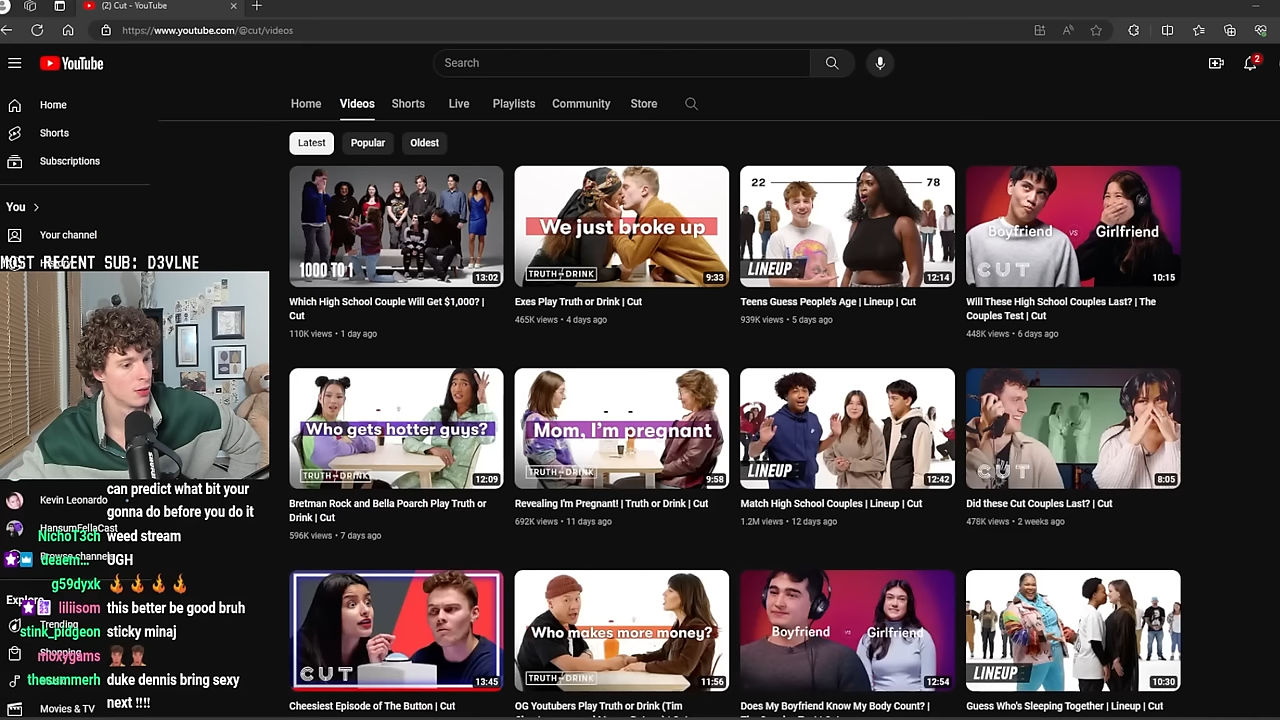 (2) Cut - YouTube
https://www.youtube.com/@cut/videos
YouTube
Search
2
Home
Videos
Shorts
Live
Playlists
Community
Store
Latest
Popular
Oldest
Home
Shorts
Subscriptions
You
Your channel
MOST RECENT SUB: D3VLNE
1000 TO 1
13:02
Which High School Couple Will Get $1,000? |
Cut
110K views • 1 day ago
We just broke up
TRUTH OR DRINK
9:33
Exes Play Truth or Drink | Cut
465K views • 4 days ago
22
78
LINEUP
12:14
Teens Guess People's Age | Lineup | Cut
939K views • 5 days ago
Boyfriend vs Girlfriend
CUT
10:15
Will These High School Couples Last? | The
Couples Test | Cut
448K views • 6 days ago
Who gets hotter guys?
TRUTH OR DRINK
12:09
Bretman Rock and Bella Poarch Play Truth or
Drink | Cut
596K views • 7 days ago
Mom, I'm pregnant
TRUTH OR DRINK
9:58
Revealing I'm Pregnant! | Truth or Drink | Cut
692K views • 11 days ago
LINEUP
12:42
Match High School Couples | Lineup | Cut
1.2M views • 12 days ago
CUT
8:05
Did these Cut Couples Last? | Cut
478K views • 2 weeks ago
CUT
13:45
Cheesiest Episode of The Button | Cut
Who makes more money?
TRUTH OR DRINK
11:56
OG Youtubers Play Truth or Drink (Tim
Boyfriend vs Girlfriend
12:54
Does My Boyfriend Know My Body Count? |
LINEUP
10:30
Guess Who's Sleeping Together | Lineup | Cut
can predict what bit your
Kevin Leonardo
gonna do before you do it
HansumFellaCast
NichoT3ch weed stream
Browse channels
deaem... UGH
g59dyxk 🔥🔥🔥🔥
Explore
liliisom this better be good bruh
Trending
stink_pidgeon sticky minaj
Shopping
moxygams
thesummerh duke dennis bring sexy
next !!!!
Movies & TV